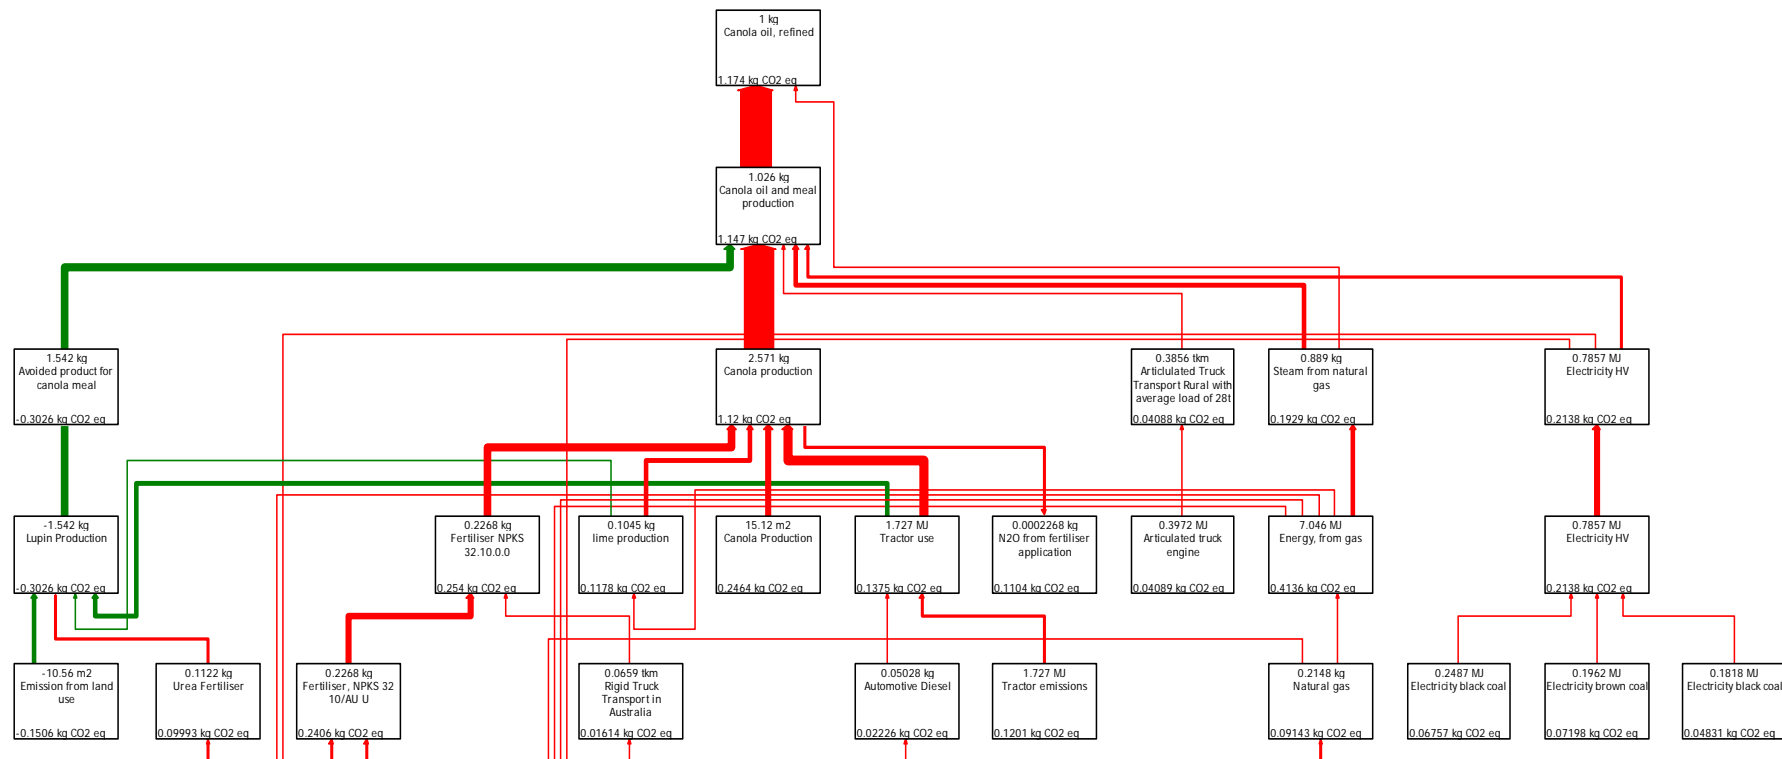 1 kg
Canola oil, refined
1.174 kg CO2 eq
1.026 kg
Canola oil and meal
production
1.147 kg CO2 eq
1.542 kg
Avoided product for
canola meal
-0.3026 kg CO2 eq
2.571 kg
Canola production
1.12 kg CO2 eq
0.3856 tkm
Articlulated Truck
Transport Rural with
average load of 28t
0.04088 kg CO2 eq
0.889 kg
Steam from natural
gas
0.1929 kg CO2 eq
0.7857 MJ
Electricity HV
0.2138 kg CO2 eq
-1.542 kg
Lupin Production
-0.3026 kg CO2 eq
0.2268 kg
Fertiliser NPKS
32.10.0.0
0.254 kg CO2 eq
0.1045 kg
lime production
0.1178 kg CO2 eq
15.12 m2
Canola Production
0.2464 kg CO2 eq
1.727 MJ
Tractor use
0.1375 kg CO2 eq
0.0002268 kg
N2O from fertiliser
application
0.1104 kg CO2 eq
0.3972 MJ
Articulated truck
engine
0.04089 kg CO2 eq
7.046 MJ
Energy, from gas
0.4136 kg CO2 eq
0.7857 MJ
Electricity HV
0.2138 kg CO2 eq
-10.56 m2
Emission from land
use
-0.1506 kg CO2 eq
0.1122 kg
Urea Fertiliser
0.09993 kg CO2 eq
0.2268 kg
Fertiliser, NPKS 32
10/AU U
0.2406 kg CO2 eq
0.0659 tkm
Rigid Truck
Transport in
Australia
0.01614 kg CO2 eq
0.05028 kg
Automotive Diesel
0.02226 kg CO2 eq
1.727 MJ
Tractor emissions
0.1201 kg CO2 eq
0.2148 kg
Natural gas
0.09143 kg CO2 eq
0.2487 MJ
Electricity black coal
0.06757 kg CO2 eq
0.1962 MJ
Electricity brown coal
0.07198 kg CO2 eq
0.1818 MJ
Electricity black coal
0.04831 kg CO2 eq